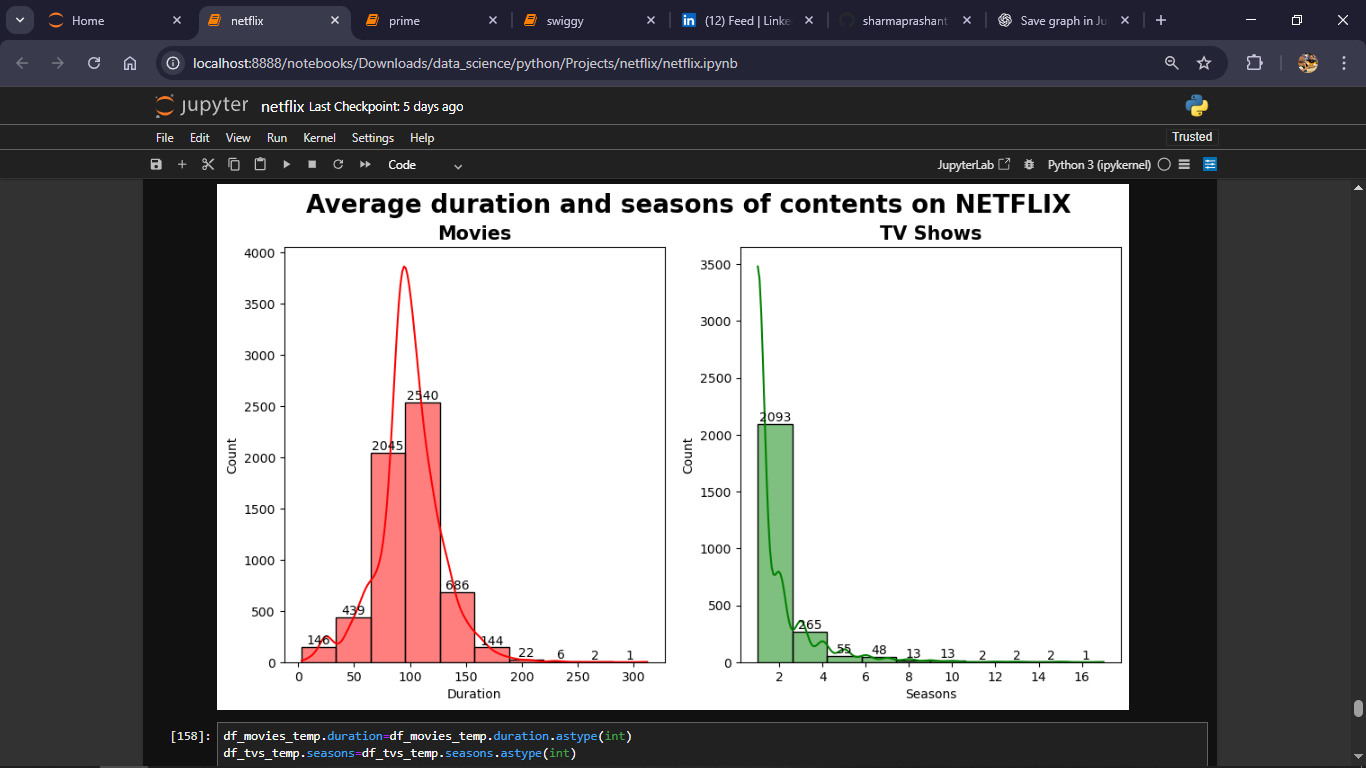 Home netflix prime swiggy (12) Feed | Linke sharmaprashant Save graph in Ju
localhost:8888/notebooks/Downloads/data_science/python/Projects/netflix/netflix.ipynb
jupyter netflix Last Checkpoint: 5 days ago
File Edit View Run Kernel Settings Help Trusted
Code JupyterLab Python 3 (ipykernel)
Average duration and seasons of contents on NETFLIX
Movies
4000
3500
3000
2500
2000
1500
1000
500
0
Count
146
439
2045
2540
686
144
22
6
2
1
0 50 100 150 200 250 300
Duration
TV Shows
3500
3000
2500
2000
1500
1000
500
0
Count
2093
265
55
48
13
13
2
2
2
1
2 4 6 8 10 12 14 16
Seasons
[158]: df_movies_temp.duration=df_movies_temp.duration.astype(int)
df_tvs_temp.seasons=df_tvs_temp.seasons.astype(int)